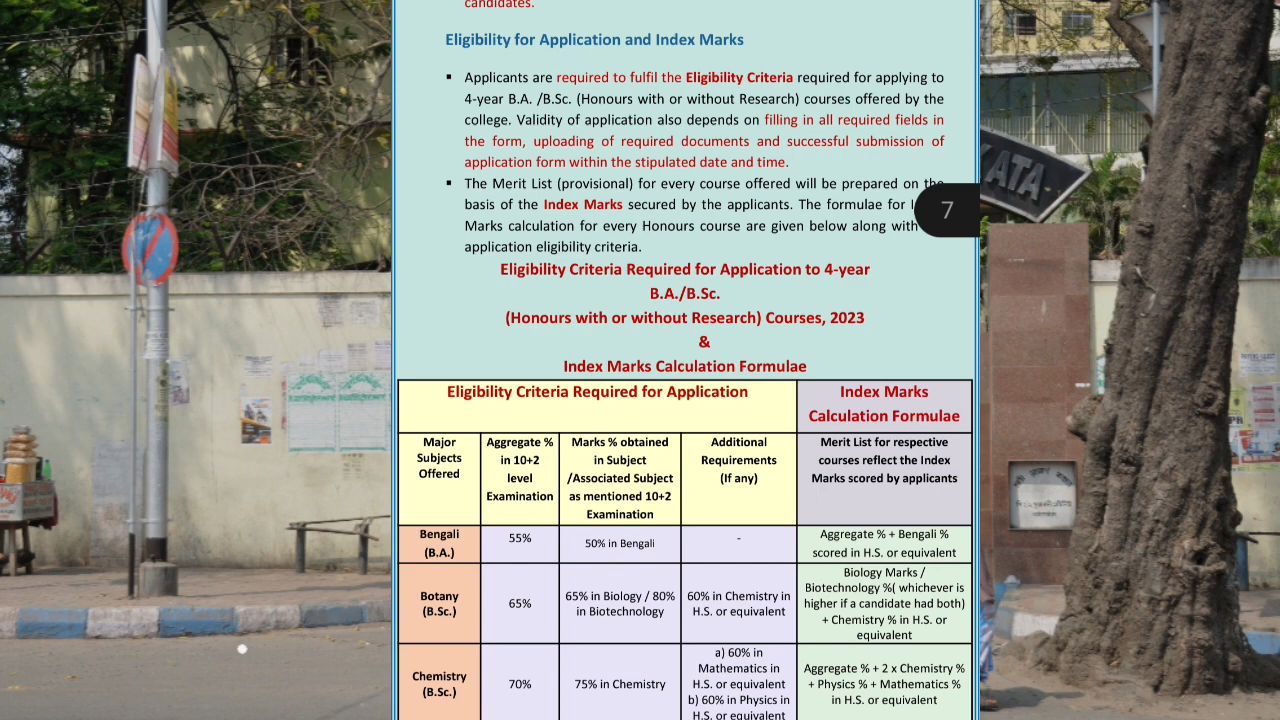 candidates.
Eligibility for Application and Index Marks
▪ Applicants are required to fulfil the Eligibility Criteria required for applying to
4-year B.A. /B.Sc. (Honours with or without Research) courses offered by the
college. Validity of application also depends on filling in all required fields in
the form, uploading of required documents and successful submission of
application form within the stipulated date and time.
▪ The Merit List (provisional) for every course offered will be prepared on the
basis of the Index Marks secured by the applicants. The formulae for
Marks calculation for every Honours course are given below along with
application eligibility criteria.
7
ATA
Eligibility Criteria Required for Application to 4-year
B.A./B.Sc.
(Honours with or without Research) Courses, 2023
&
Index Marks Calculation Formulae
Eligibility Criteria Required for Application
Index Marks
Calculation Formulae
Major
Subjects
Offered
Aggregate %
in 10+2
level
Examination
Marks % obtained
in Subject
/Associated Subject
as mentioned 10+2
Examination
Additional
Requirements
(If any)
Merit List for respective
courses reflect the Index
Marks scored by applicants
Bengali
(B.A.)
55%
50% in Bengali
-
Aggregate % + Bengali %
scored in H.S. or equivalent
Botany
(B.Sc.)
65%
65% in Biology / 80%
in Biotechnology
60% in Chemistry in
H.S. or equivalent
Biology Marks /
Biotechnology %( whichever is
higher if a candidate had both)
+ Chemistry % in H.S. or
equivalent
Chemistry
(B.Sc.)
70%
75% in Chemistry
a) 60% in
Mathematics in
H.S. or equivalent
b) 60% in Physics in
H.S. or equivalent
Aggregate % + 2 x Chemistry %
+ Physics % + Mathematics %
in H.S. or equivalent